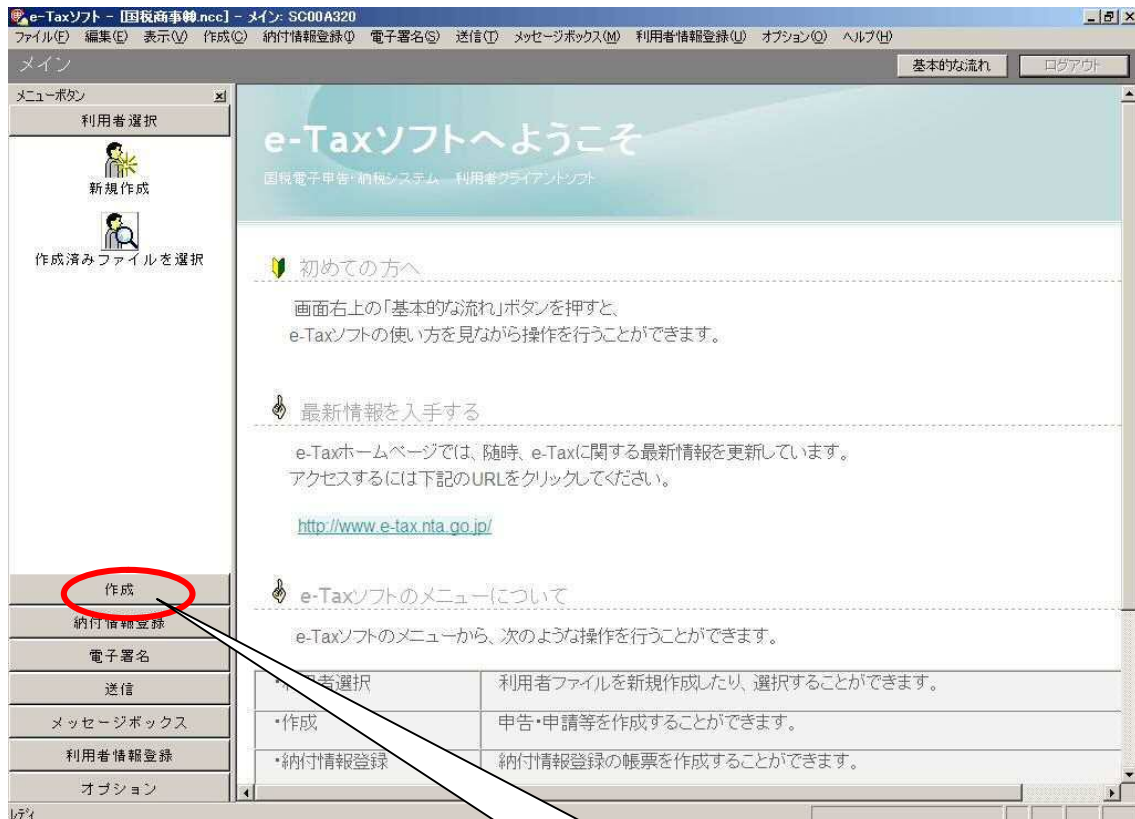 e-Taxソフト - [国税商事㈱.ncc] - メイン: SC00A320
ファイル(F) 編集(E) 表示(V) 作成(C) 納付情報登録(I) 電子署名(S) 送信(T) メッセージボックス(M) 利用者情報登録(U) オプション(O) ヘルプ(H)
メイン
基本的な流れ
ログアウト
メニューボタン
利用者選択
新規作成
作成済みファイルを選択
作成
納付情報登録
電子署名
送信
メッセージボックス
利用者情報登録
オプション
e-Taxソフトへようこそ
国税電子申告・納税システム 利用者クライアントソフト
初めての方へ
画面右上の「基本的な流れ」ボタンを押すと、
e-Taxソフトの使い方を見ながら操作を行うことができます。
最新情報を入手する
e-Taxホームページでは、随時、e-Taxに関する最新情報を更新しています。
アクセスするには下記のURLをクリックしてください。
http://www.e-tax.nta.go.jp/
e-Taxソフトのメニューについて
e-Taxソフトのメニューから、次のような操作を行うことができます。
・利用者選択 利用者ファイルを新規作成したり、選択することができます。
・作成 申告・申請等を作成することができます。
・納付情報登録 納付情報登録の帳票を作成することができます。
レディ